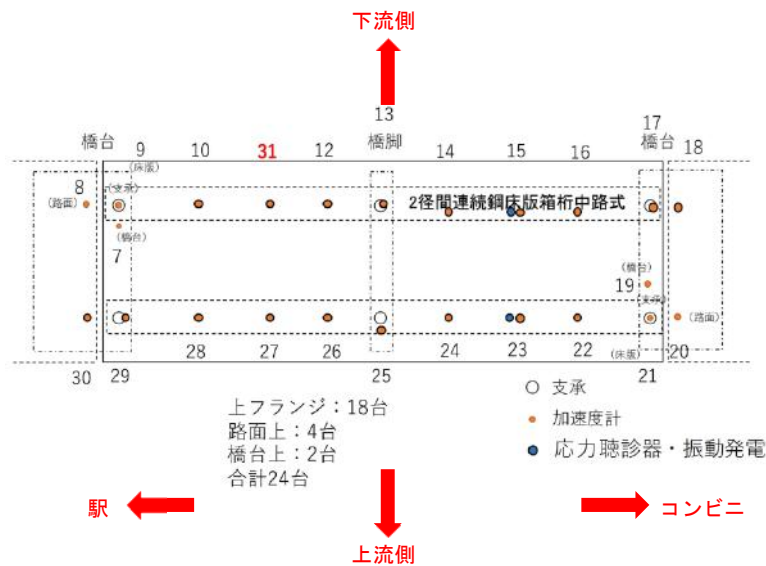 下流側
13
橋台
9
10
31
12
橋脚
14
15
16
17
橋台
18
(床版)
8
(支承)
(路面)
2径間連続鋼床版箱桁中路式
(橋台)
7
(橋台)
19
(支承)
(路面)
28
27
26
24
23
22
(床版)
20
30
29
25
21
上フランジ:18台
路面上:4台
橋台上:2台
合計24台
支承
加速度計
応力聴診器・振動発電
駅
コンビニ
上流側